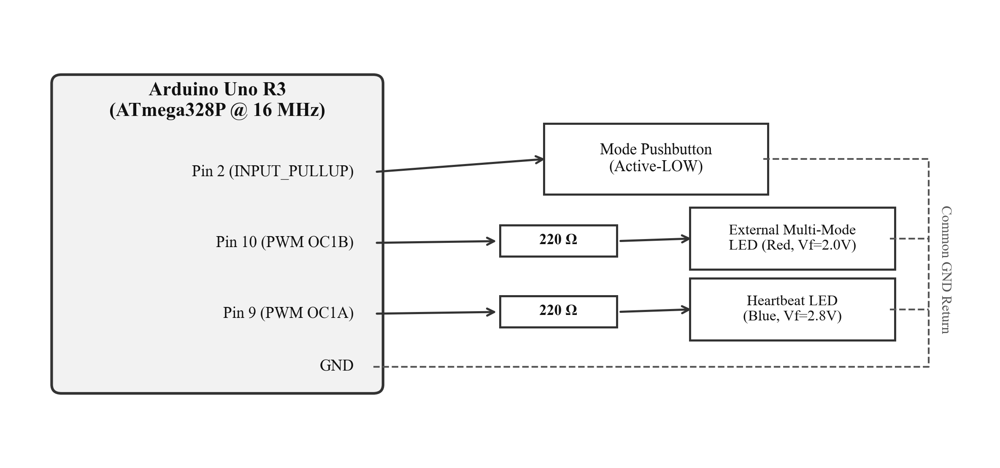 Arduino Uno R3
(ATmega328P @ 16 MHz)
Pin 2 (INPUT_PULLUP)
Mode Pushbutton
(Active-LOW)
Pin 10 (PWM OC1B)
220 Ω
External Multi-Mode
LED (Red, Vf=2.0V)
Pin 9 (PWM OC1A)
220 Ω
Heartbeat LED
(Blue, Vf=2.8V)
GND
Common GND Return